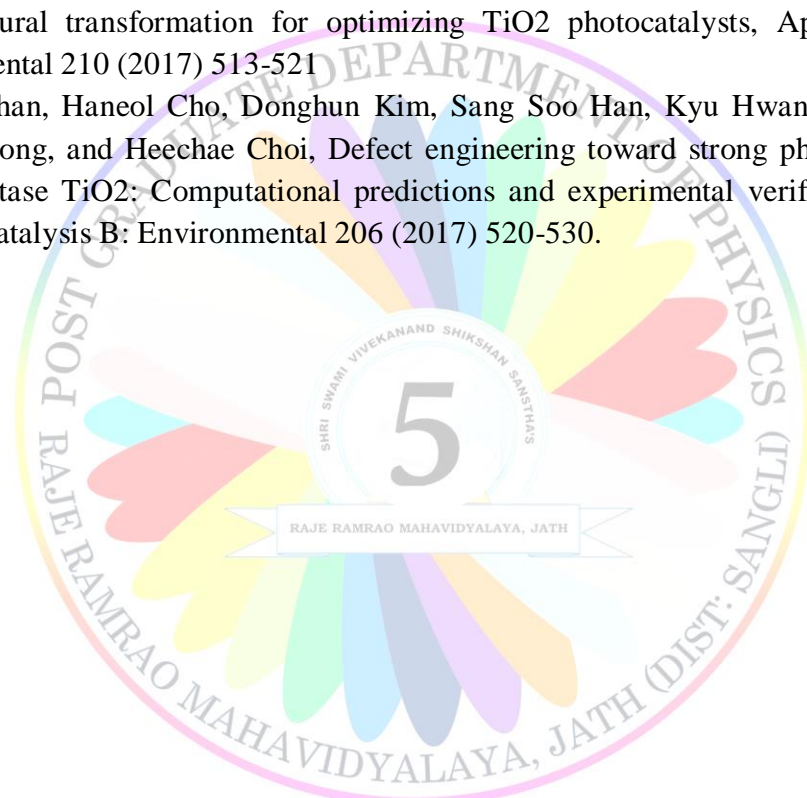 ural transformation for optimizing TiO2 photocatalysts, Ap
ental 210 (2017) 513-521
han, Haneol Cho, Donghun Kim, Sang Soo Han, Kyu Hwan
ong, and Heechae Choi, Defect engineering toward strong ph
tase TiO2: Computational predictions and experimental verif
atalysis B: Environmental 206 (2017) 520-530.
POST GRADUATE DEPARTMENT OF PHYSICS
SHRI SWAMI VIVEKANAND SHIKSHAN SANSTHA'S
5
RAJE RAMRAO MAHAVIDYALAYA, JATH
RAJE RAMRAO MAHAVIDYALAYA, JATH (DIST: SANGLI)